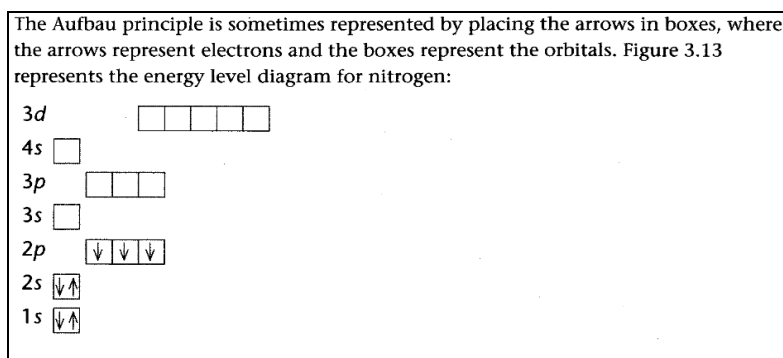 The Aufbau principle is sometimes represented by placing the arrows in boxes, where
the arrows represent electrons and the boxes represent the orbitals. Figure 3.13
represents the energy level diagram for nitrogen:
3d
4s
3p
3s
2p
2s
1s